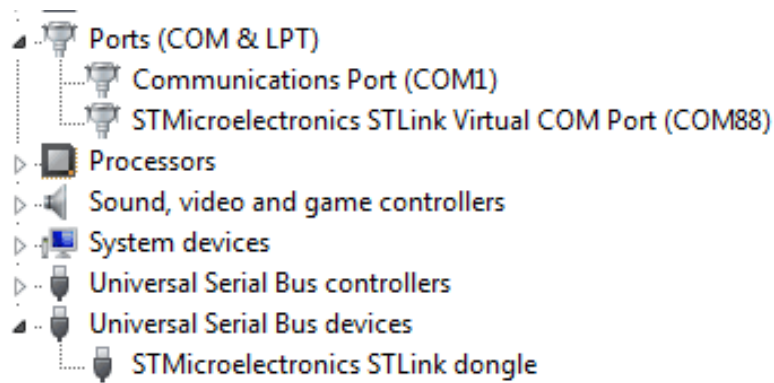 Ports (COM & LPT)
Communications Port (COM1)
STMicroelectronics STLink Virtual COM Port (COM88)
Processors
Sound, video and game controllers
System devices
Universal Serial Bus controllers
Universal Serial Bus devices
STMicroelectronics STLink dongle